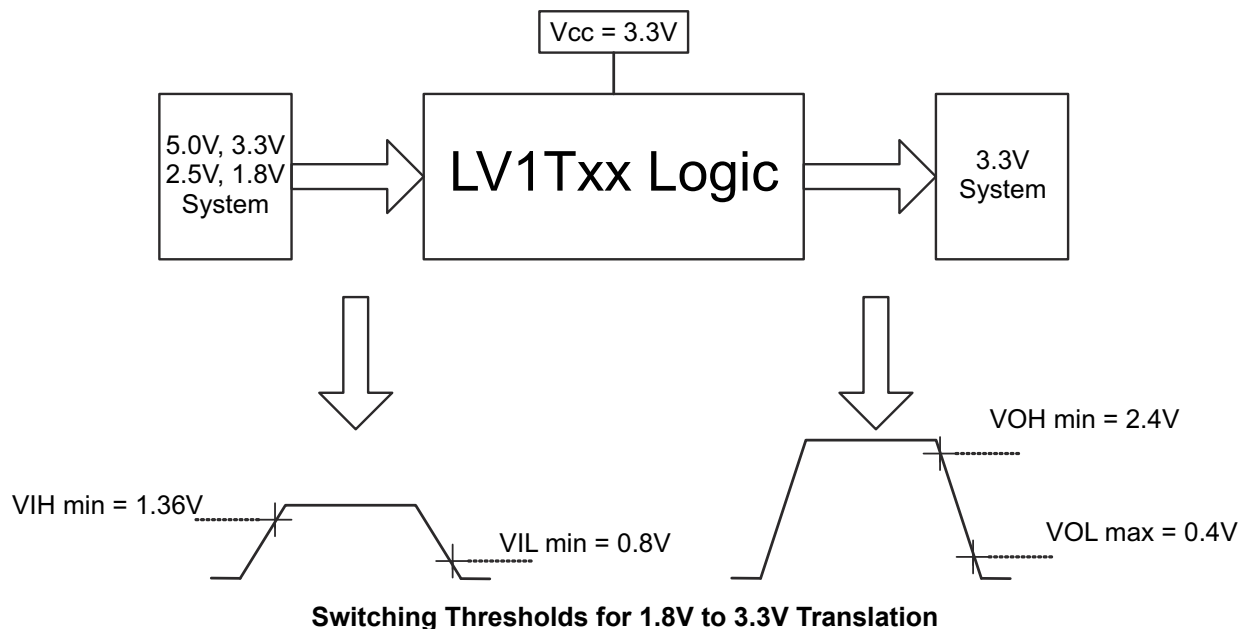 Vcc = 3.3V
5.0V, 3.3V
2.5V, 1.8V
System
LV1Txx Logic
3.3V
System
VIH min = 1.36V
VIL min = 0.8V
VOH min = 2.4V
VOL max = 0.4V
Switching Thresholds for 1.8V to 3.3V Translation